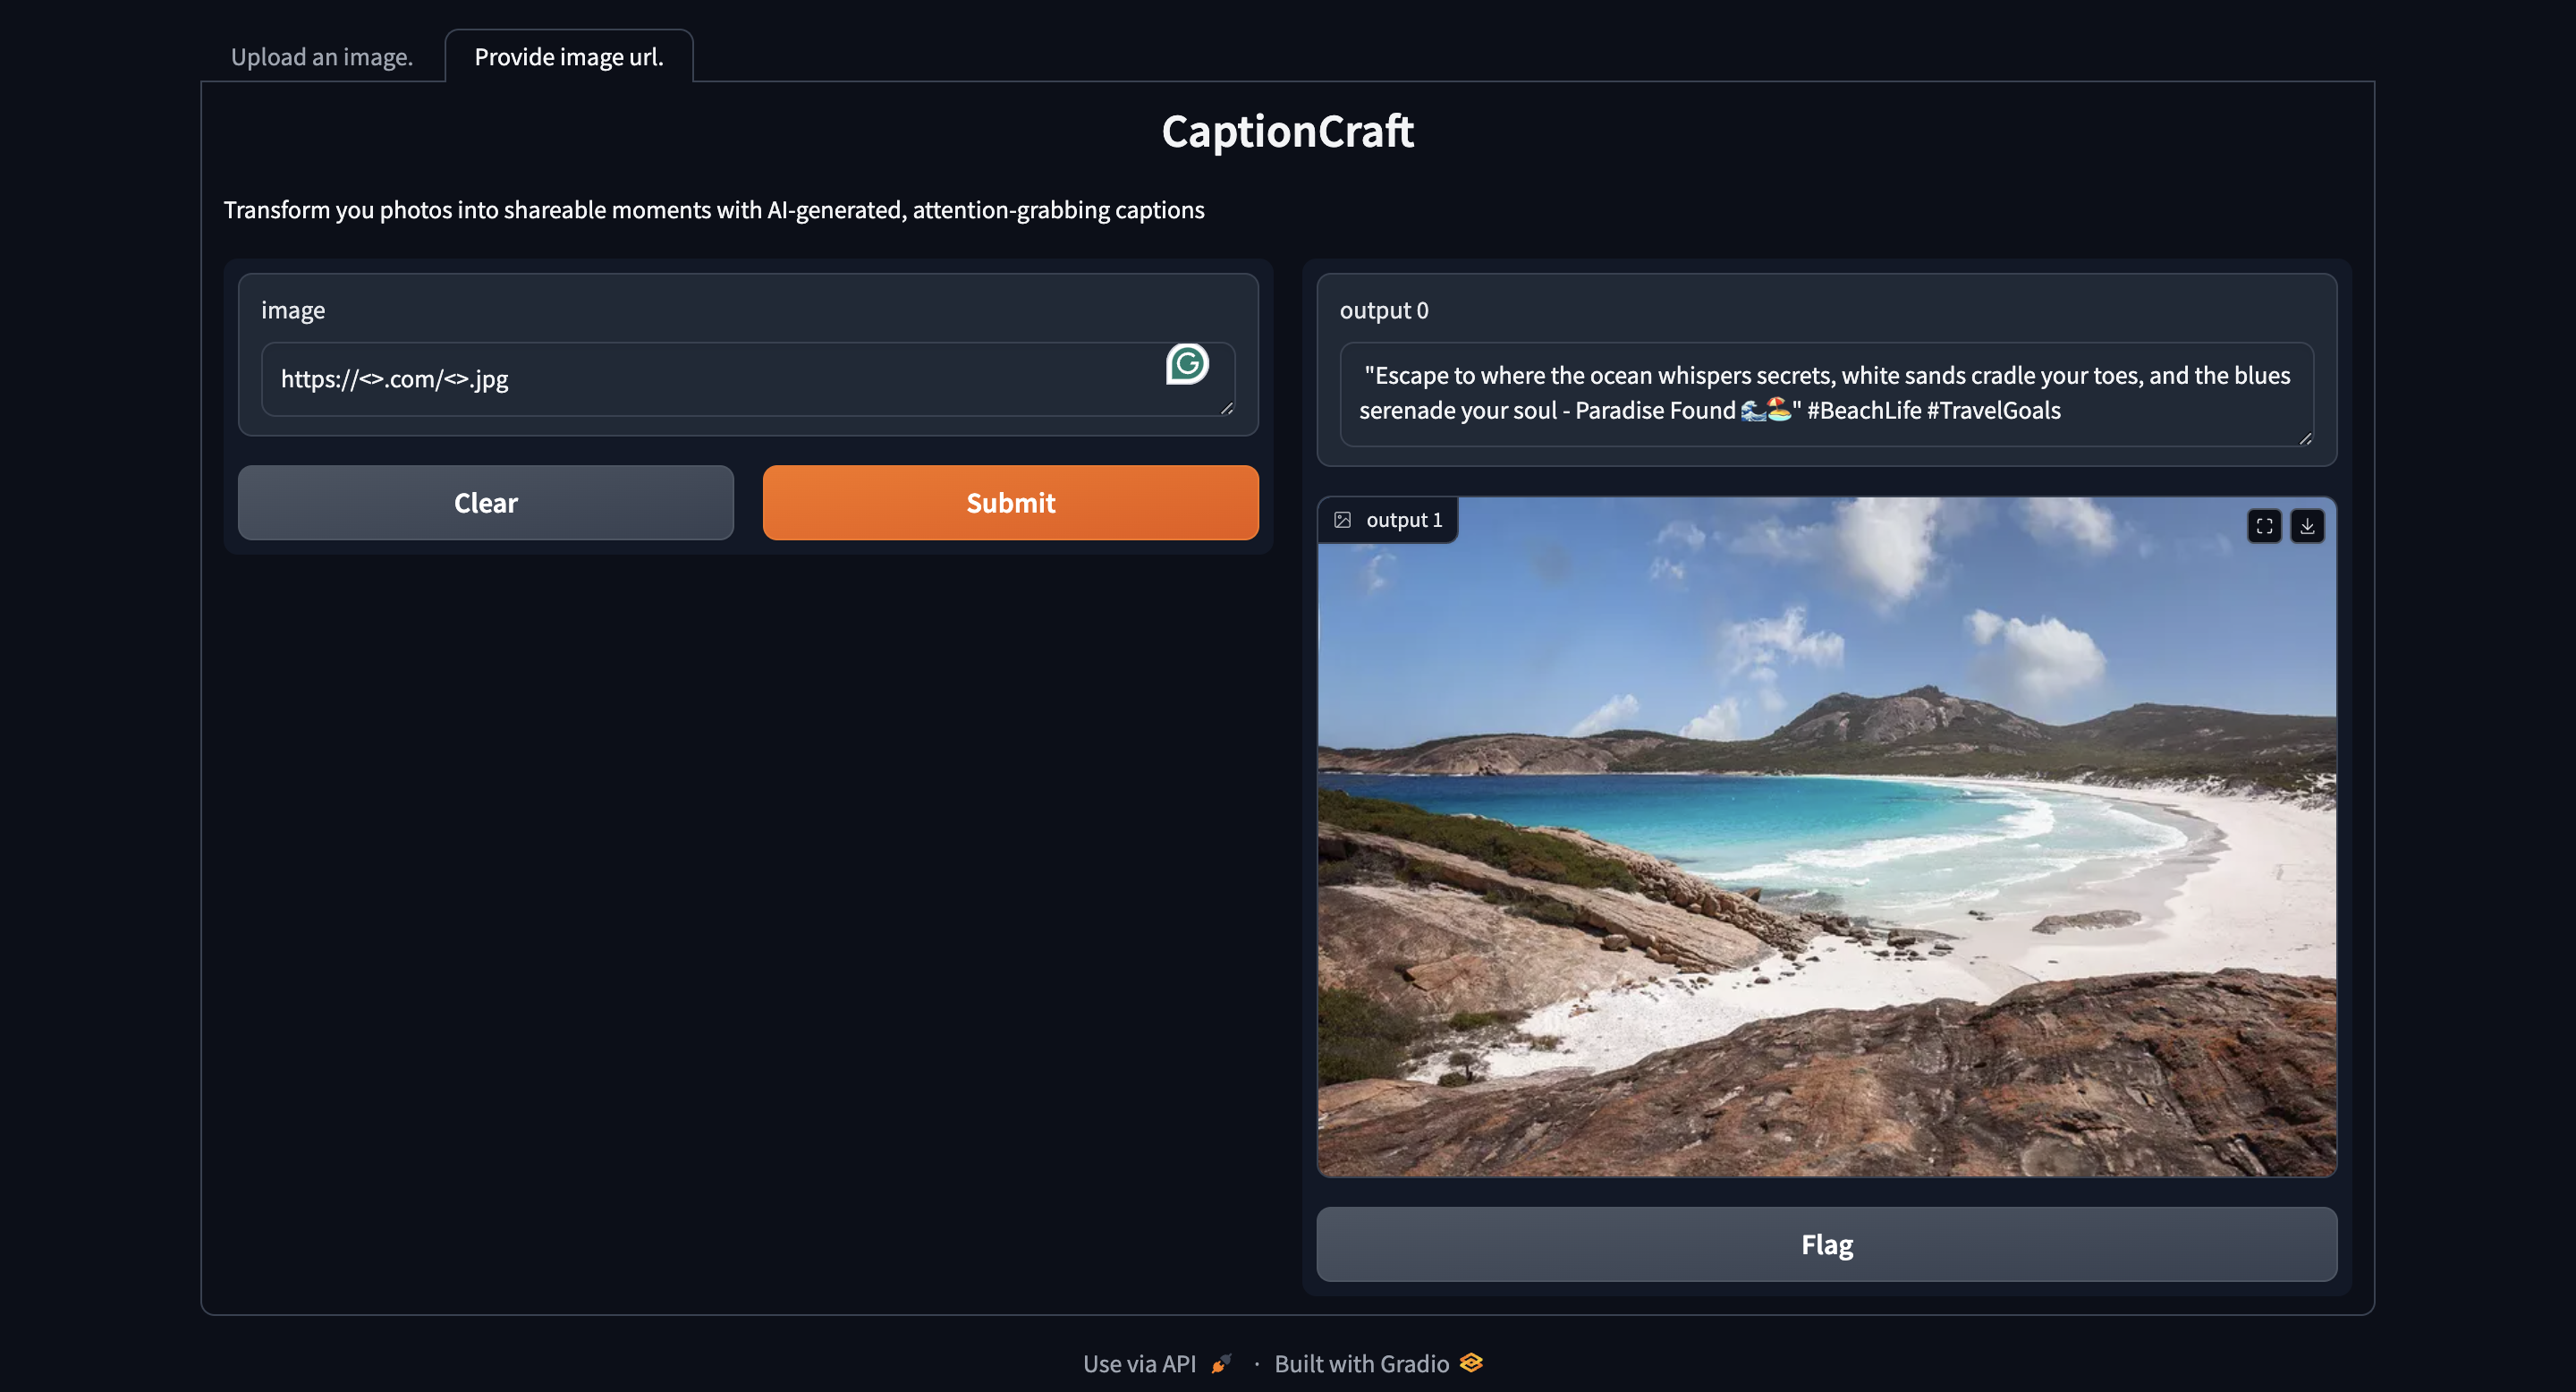 Upload an image.
Provide image url.
CaptionCraft
Transform you photos into shareable moments with AI-generated, attention-grabbing captions
image
https://<>.com/<>.jpg
Clear
Submit
output 0
"Escape to where the ocean whispers secrets, white sands cradle your toes, and the blues
serenade your soul - Paradise Found 🌊🏖️" #BeachLife #TravelGoals
output 1
Flag
Use via API 🚀 · Built with Gradio